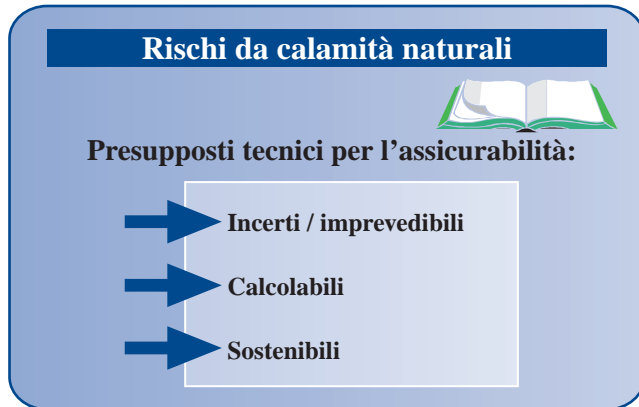 Rischi da calamità naturali
Presupposti tecnici per l'assicurabilità:
Incerti / imprevedibili
Calcolabili
Sostenibili